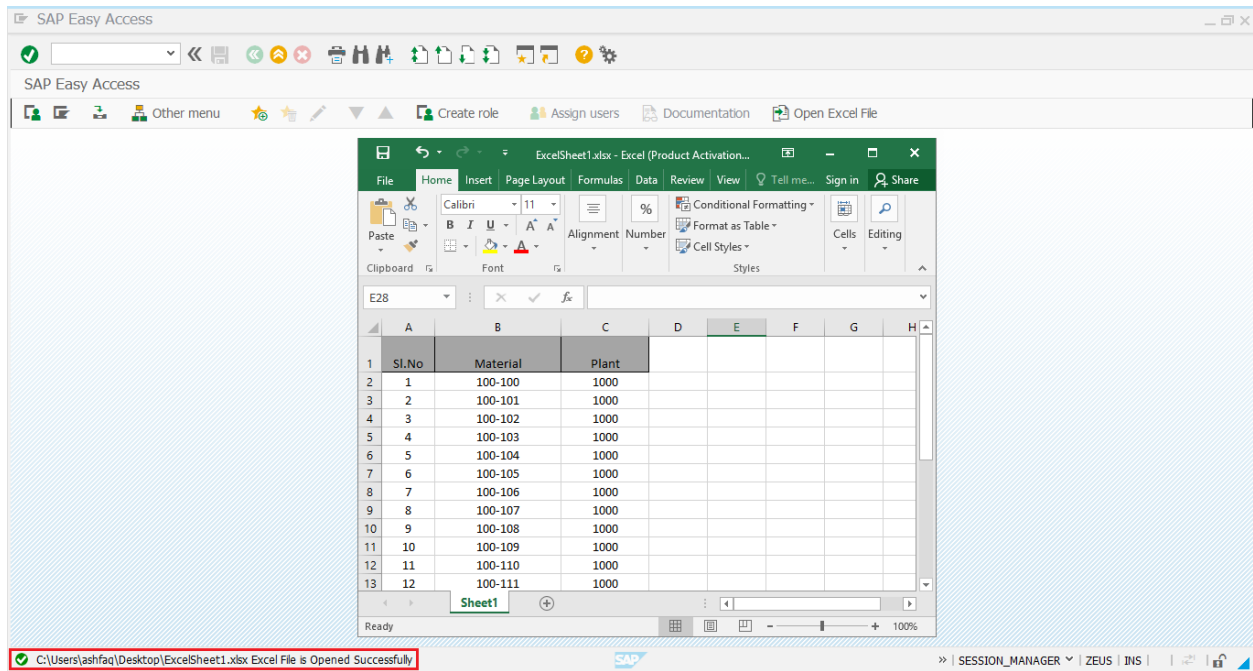 SAP Easy Access
SAP Easy Access
Other menu Create role Assign users Documentation Open Excel File
ExcelSheet1.xlsx - Excel (Product Activation...
File Home Insert Page Layout Formulas Data Review View Tell me... Sign in Share
Calibri 11 % Conditional Formatting
Paste B I U A A Alignment Number Format as Table Cells Editing
A Cell Styles
Clipboard Font Styles
E28 fx
A B C D E F G H
1 Sl.No Material Plant
2 1 100-100 1000
3 2 100-101 1000
4 3 100-102 1000
5 4 100-103 1000
6 5 100-104 1000
7 6 100-105 1000
8 7 100-106 1000
9 8 100-107 1000
10 9 100-108 1000
11 10 100-109 1000
12 11 100-110 1000
13 12 100-111 1000
Sheet1
Ready 100%
C:\Users\ashfaq\Desktop\ExcelSheet1.xlsx Excel File is Opened Successfully SAP » | SESSION_MANAGER | ZEUS | INS |